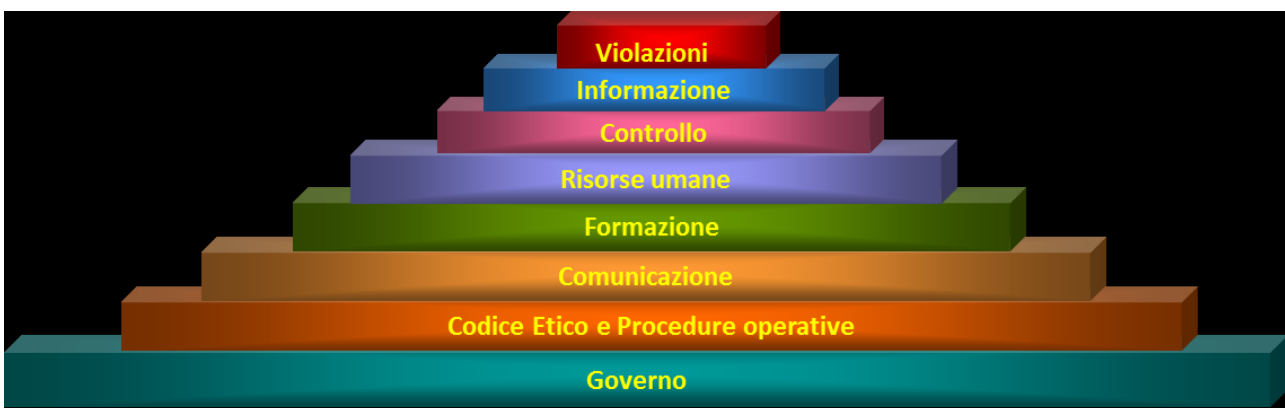 Violazioni
Informazione
Controllo
Risorse umane
Formazione
Comunicazione
Codice Etico e Procedure operative
Governo